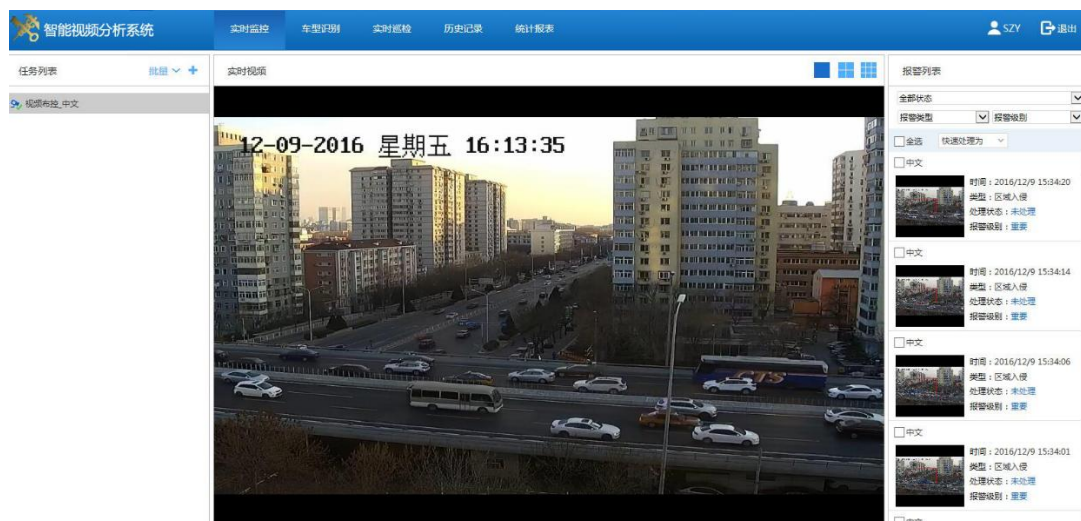 智能视频分析系统
实时监控 车型识别 实时巡检 历史记录 统计报表
SZY 退出
任务列表 批量
视频布控_中文
实时视频
12-09-2016 星期五 16:13:35
CTS
报警列表
全部状态
报警类型 报警级别
全选 快速处理为
中文
时间：2016/12/9 15:34:20
类型：区域入侵
处理状态：未处理
报警级别：重要
中文
时间：2016/12/9 15:34:14
类型：区域入侵
处理状态：未处理
报警级别：重要
中文
时间：2016/12/9 15:34:06
类型：区域入侵
处理状态：未处理
报警级别：重要
中文
时间：2016/12/9 15:34:01
类型：区域入侵
处理状态：未处理
报警级别：重要